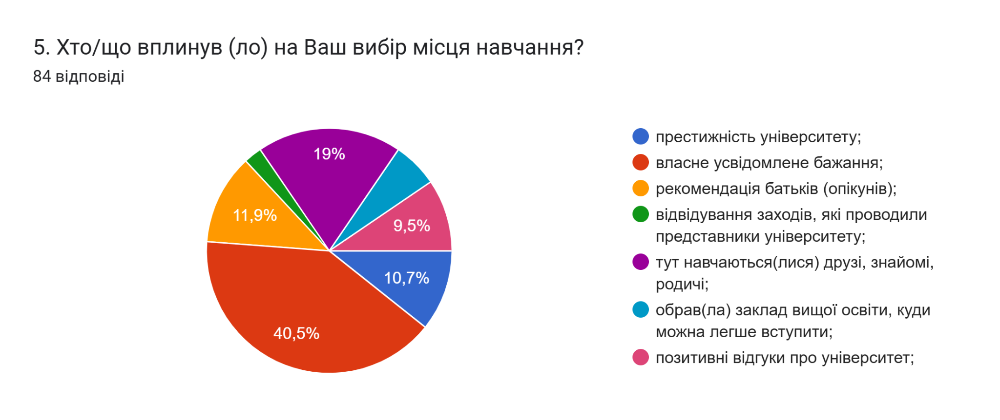 5. Хто/що вплинув (ло) на Ваш вибір місця навчання?
84 відповіді
19%
11,9%
9,5%
10,7%
40,5%
престижність університету;
власне усвідомлене бажання;
рекомендація батьків (опікунів);
відвідування заходів, які проводили
представники університету;
тут навчаються(лися) друзі, знайомі,
родичі;
обрав(ла) заклад вищої освіти, куди
можна легше вступити;
позитивні відгуки про університет;